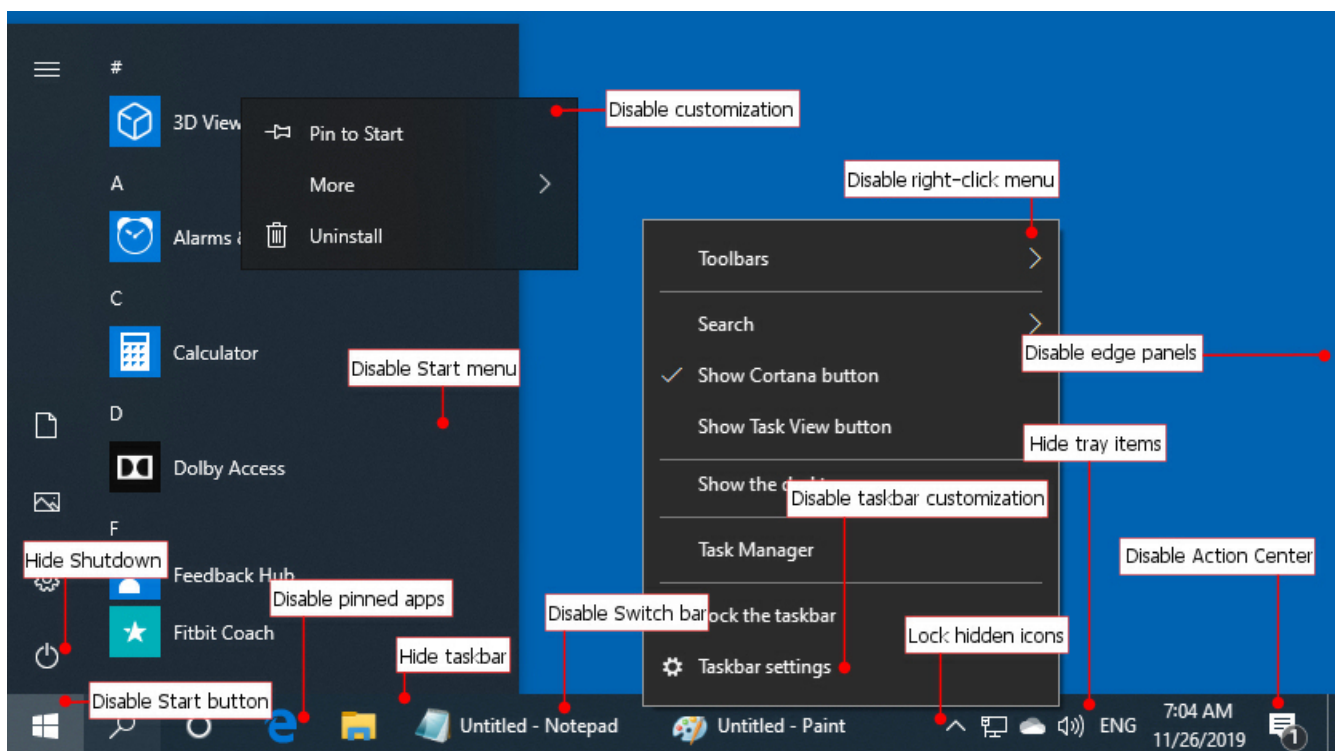 #
3D View
Disable customization
Pin to Start
A
More
Disable right-click menu
Alarms
Uninstall
Toolbars
C
Search
Calculator
Disable Start menu
Disable edge panels
Show Cortana button
D
Show Task View button
Hide tray items
Dolby Access
Show the
Disable taskbar customization
F
Hide Shutdown
Task Manager
Disable Action Center
Feedback Hub
Disable pinned apps
Disable Switch bar
ock the taskbar
Fitbit Coach
Lock hidden icons
Hide taskbar
Taskbar settings
Disable Start button
Untitled - Notepad
Untitled - Paint
ENG
7:04 AM
11/26/2019
1